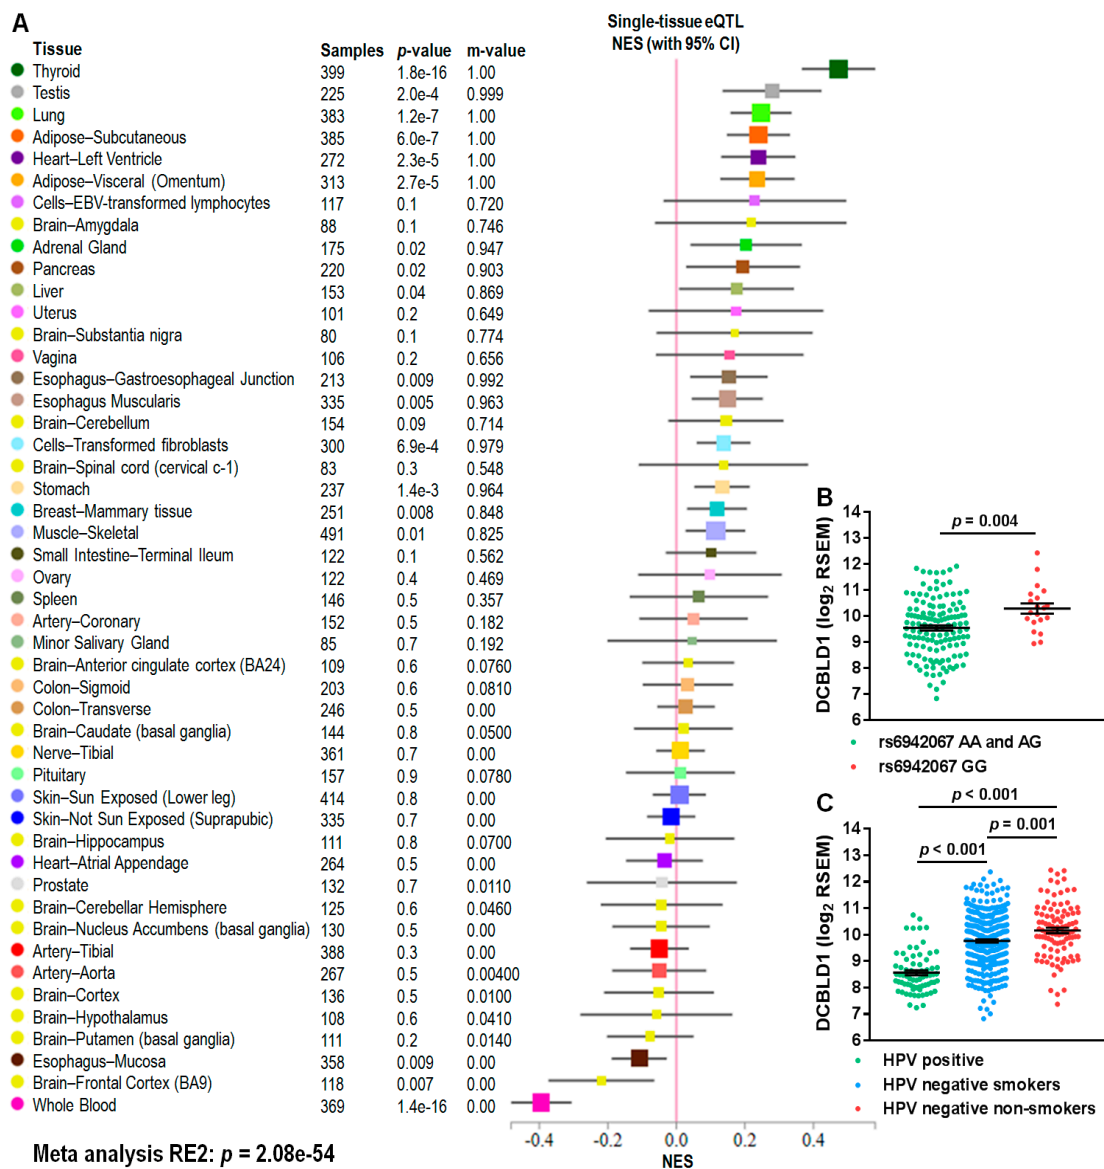 A
Single-tissue eQTL
NES (with 95% CI)
Tissue Samples p-value m-value
Thyroid 399 1.8e-16 1.00
Testis 225 2.0e-4 0.999
Lung 383 1.2e-7 1.00
Adipose–Subcutaneous 385 6.0e-7 1.00
Heart–Left Ventricle 272 2.3e-5 1.00
Adipose–Visceral (Omentum) 313 2.7e-5 1.00
Cells–EBV-transformed lymphocytes 117 0.1 0.720
Brain–Amygdala 88 0.1 0.746
Adrenal Gland 175 0.02 0.947
Pancreas 220 0.02 0.903
Liver 153 0.04 0.869
Uterus 101 0.2 0.649
Brain–Substantia nigra 80 0.1 0.774
Vagina 106 0.2 0.656
Esophagus–Gastroesophageal Junction 213 0.009 0.992
Esophagus Muscularis 335 0.005 0.963
Brain–Cerebellum 154 0.09 0.714
Cells–Transformed fibroblasts 300 6.9e-4 0.979
Brain–Spinal cord (cervical c-1) 83 0.3 0.548
Stomach 237 1.4e-3 0.964
Breast–Mammary tissue 251 0.008 0.848
Muscle–Skeletal 491 0.01 0.825
Small Intestine–Terminal Ileum 122 0.1 0.562
Ovary 122 0.4 0.469
Spleen 146 0.5 0.357
Artery–Coronary 152 0.5 0.182
Minor Salivary Gland 85 0.7 0.192
Brain–Anterior cingulate cortex (BA24) 109 0.6 0.0760
Colon–Sigmoid 203 0.6 0.0810
Colon–Transverse 246 0.5 0.00
Brain–Caudate (basal ganglia) 144 0.8 0.0500
Nerve–Tibial 361 0.7 0.00
Pituitary 157 0.9 0.0780
Skin–Sun Exposed (Lower leg) 414 0.8 0.00
Skin–Not Sun Exposed (Suprapubic) 335 0.7 0.00
Brain–Hippocampus 111 0.8 0.0700
Heart–Atrial Appendage 264 0.5 0.00
Prostate 132 0.7 0.0110
Brain–Cerebellar Hemisphere 125 0.6 0.0460
Brain–Nucleus Accumbens (basal ganglia) 130 0.5 0.00
Artery–Tibial 388 0.3 0.00
Artery–Aorta 267 0.5 0.00400
Brain–Cortex 136 0.5 0.0100
Brain–Hypothalamus 108 0.6 0.0410
Brain–Putamen (basal ganglia) 111 0.2 0.0140
Esophagus–Mucosa 358 0.009 0.00
Brain–Frontal Cortex (BA9) 118 0.007 0.00
Whole Blood 369 1.4e-16 0.00
-0.4 -0.2 0.0 0.2 0.4
NES
Meta analysis RE2: p = 2.08e-54
B
DCBLD1 (log2 RSEM)
14
13
12
11
10
9
8
7
6
p = 0.004
rs6942067 AA and AG
rs6942067 GG
C
DCBLD1 (log2 RSEM)
14
13
12
11
10
9
8
7
6
p < 0.001
p = 0.001
p < 0.001
HPV positive
HPV negative smokers
HPV negative non-smokers